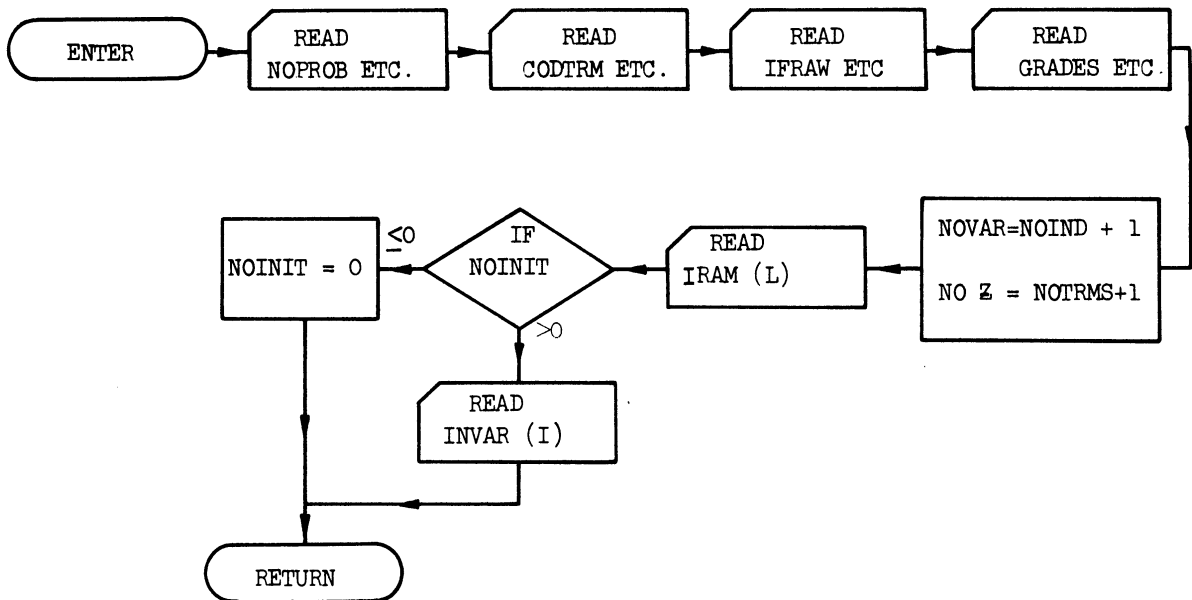 ENTER
READ
NOPROB ETC.
READ
CODTRM ETC.
READ
IFRAW ETC
READ
GRADES ETC.
NOVAR=NOIND + 1
NO Z = NOTRMS+1
READ
IRAM (L)
IF
NOINIT
≤0
NOINIT = 0
>0
READ
INVAR (I)
RETURN